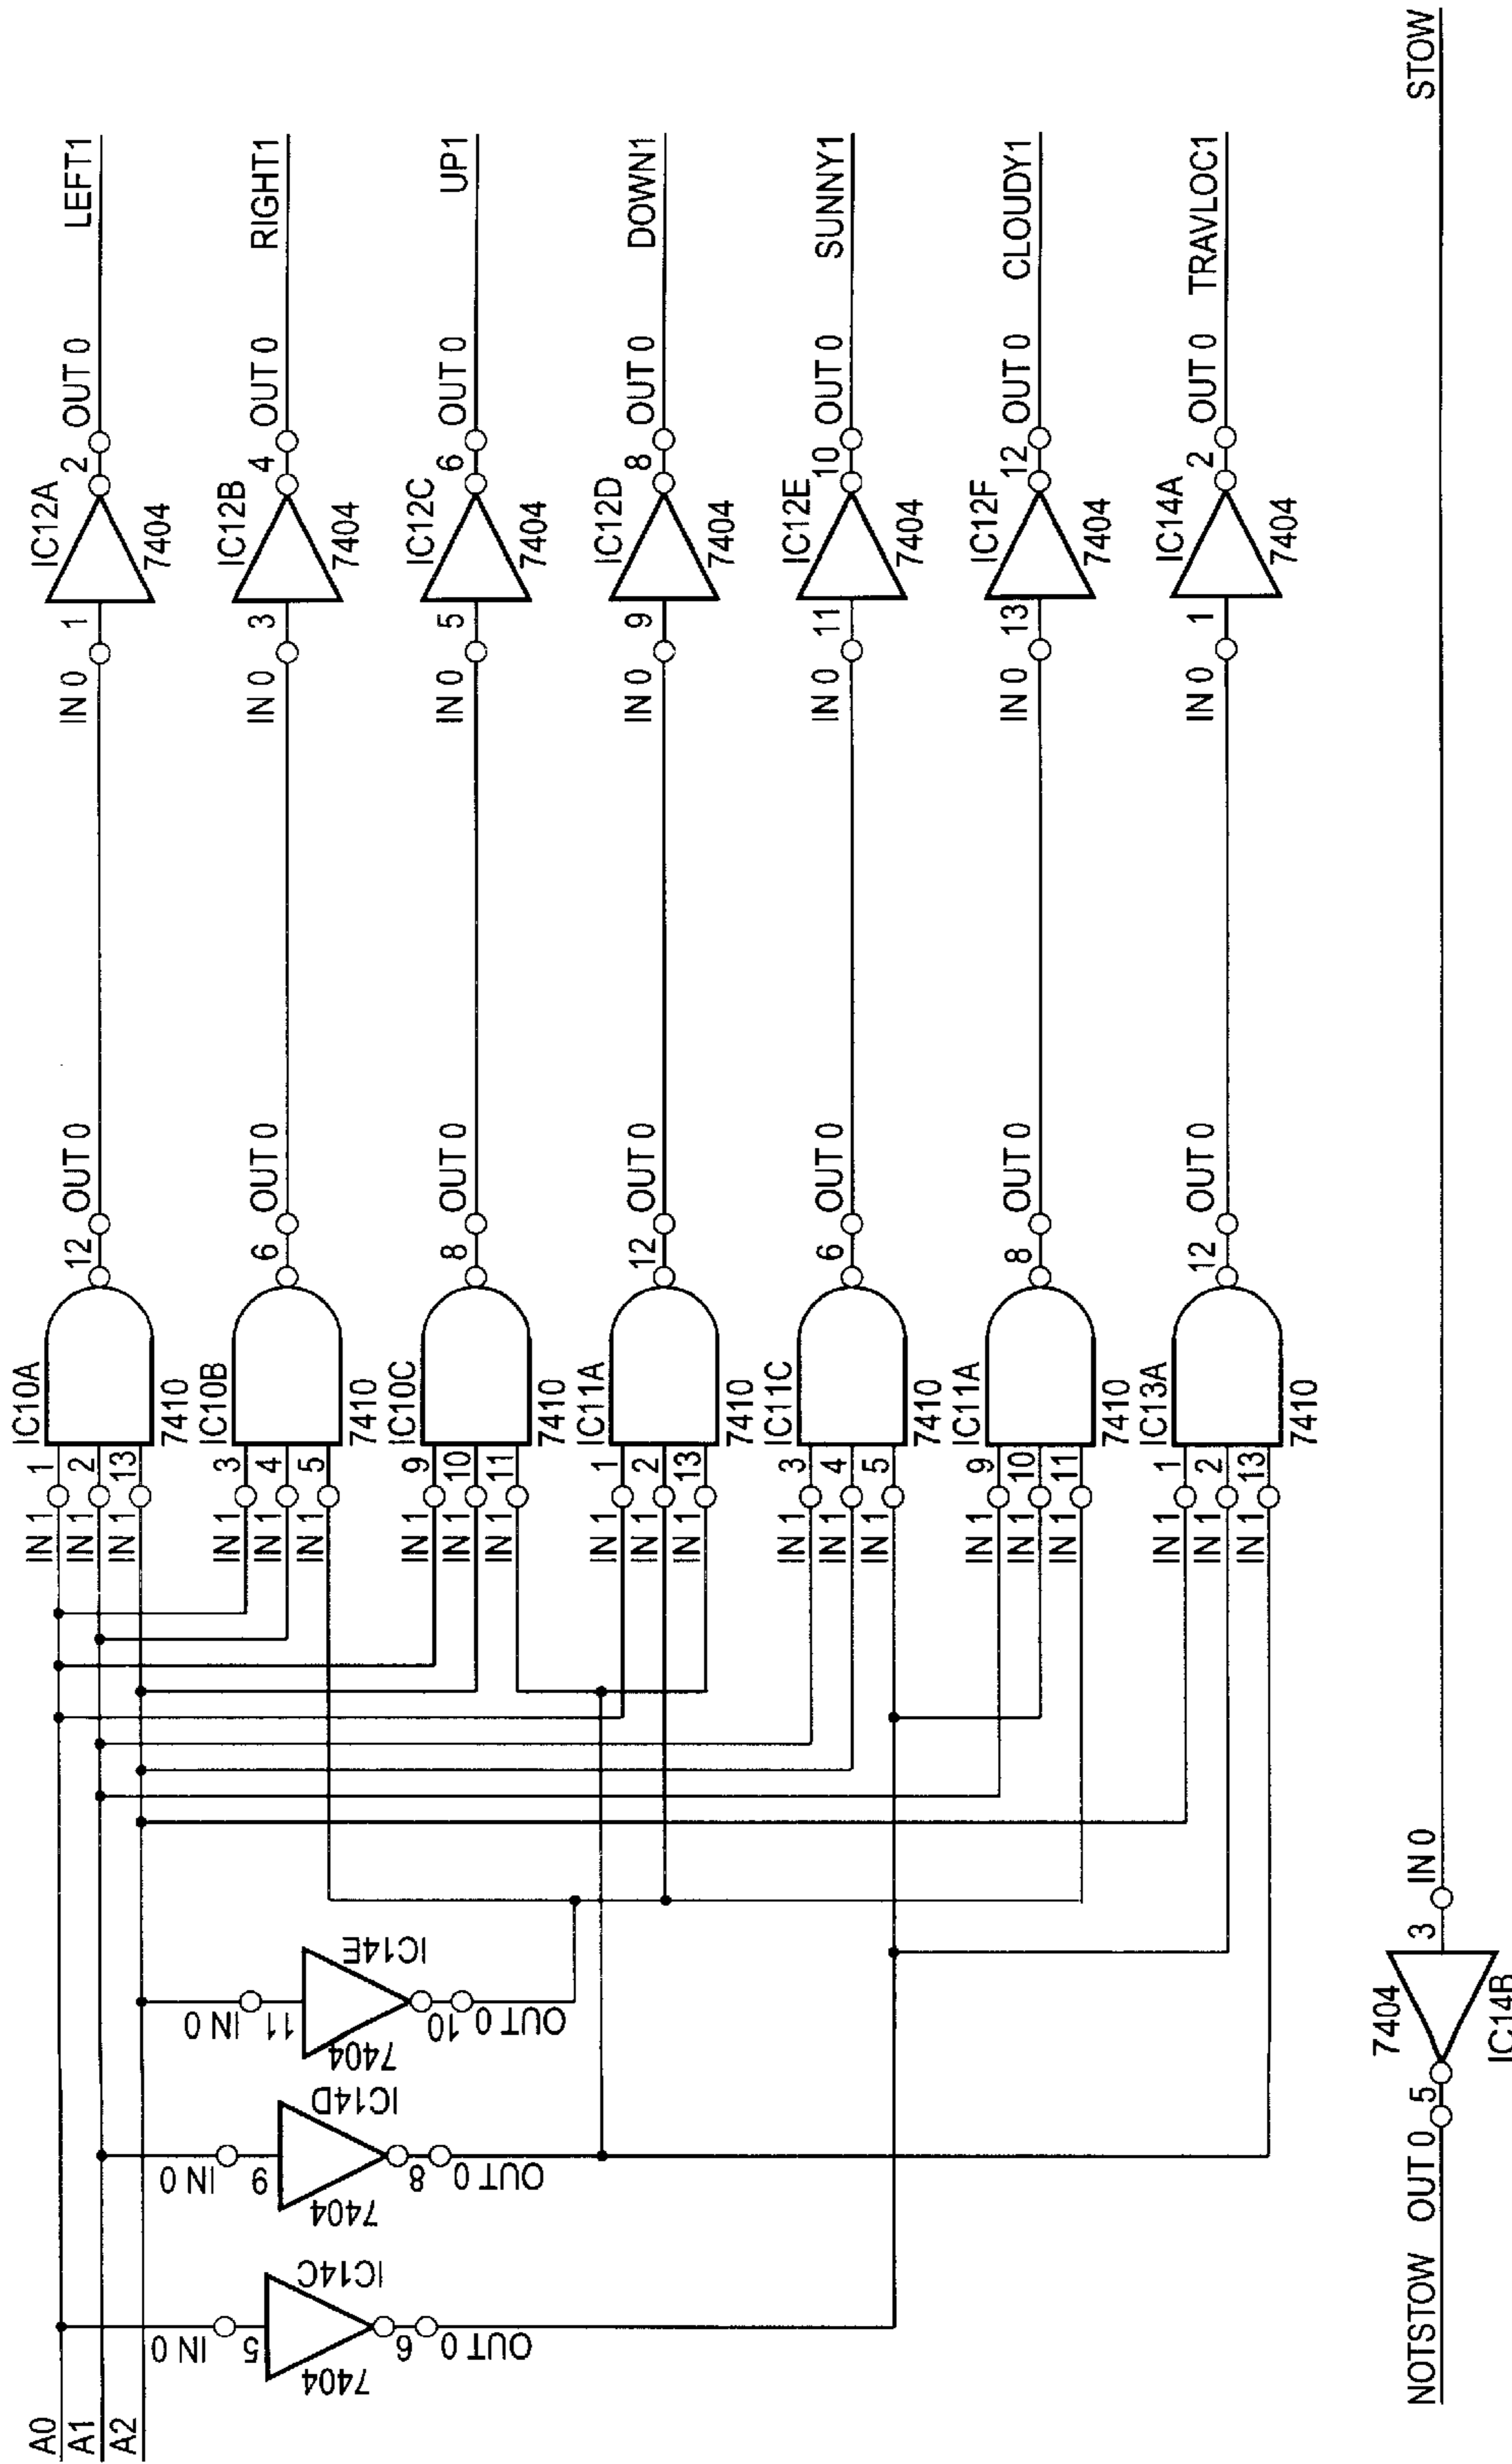 A0
A1
A2
IN 0
5
IC14C
7404
6
OUT 0
IN 0
9
IC14D
7404
8
OUT 0
IN 0
11
IC14E
7404
10
OUT 0
IN 1 1
IN 1 2
IN 1 13
IC10A
7410
12 OUT 0
IN 0 1
IC12A
7404
2 OUT 0
LEFT1
IN 1 3
IN 1 4
IN 1 5
IC10B
7410
6 OUT 0
IN 0 3
IC12B
7404
4 OUT 0
RIGHT1
IN 1 9
IN 1 10
IN 1 11
IC10C
7410
8 OUT 0
IN 0 5
IC12C
7404
6 OUT 0
UP1
IN 1 1
IN 1 2
IN 1 13
IC11A
7410
12 OUT 0
IN 0 9
IC12D
7404
8 OUT 0
DOWN1
IN 1 3
IN 1 4
IN 1 5
IC11C
7410
6 OUT 0
IN 0 11
IC12E
7404
10 OUT 0
SUNNY1
IN 1 9
IN 1 10
IN 1 11
IC11A
7410
8 OUT 0
IN 0 13
IC12F
7404
12 OUT 0
CLOUDY1
IN 1 1
IN 1 2
IN 1 13
IC13A
7410
12 OUT 0
IN 0 1
IC14A
7404
2 OUT 0
TRAVLOC1
NOTSTOW OUT 0 5
7404
IC14B
3 IN 0
STOW